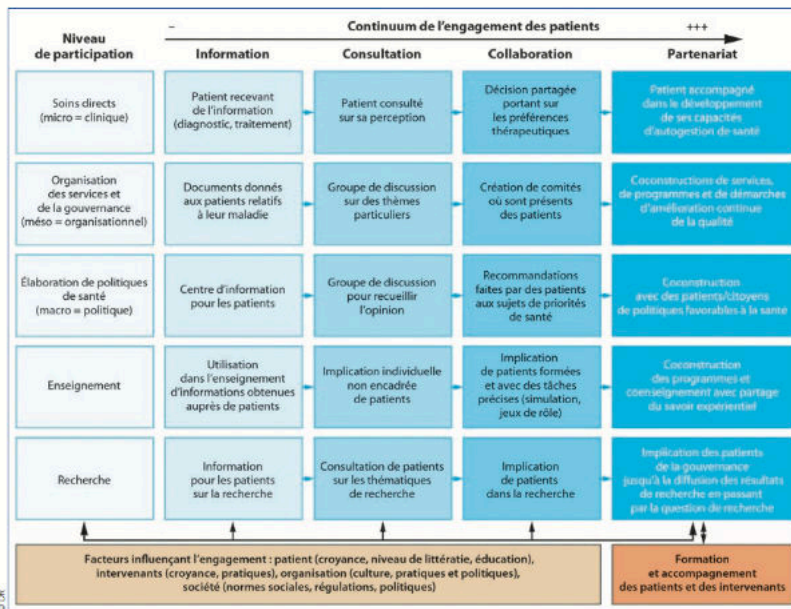 Niveau
de participation
–
Continuum de l'engagement des patients
+++
Information
Consultation
Collaboration
Partenariat
Soins directs
(micro = clinique)
Patient recevant
de l'information
(diagnostic, traitement)
Patient consulté
sur sa perception
Décision partagée
portant sur
les préférences
thérapeutiques
Patient accompagné
dans le développement
de ses capacités
d'autogestion de santé
Organisation
des services et
de la gouvernance
(méso = organisationnel)
Documents donnés
aux patients relatifs
à leur maladie
Groupe de discussion
sur des thèmes
particuliers
Création de comités
où sont présents
des patients
Coconstructions de services,
de programmes et de démarches
d'amélioration continue
de la qualité
Élaboration de politiques
de santé
(macro = politique)
Centre d'information
pour les patients
Groupe de discussion
pour recueillir
l'opinion
Recommandations
faites par des patients
aux sujets de priorités
de santé
Coconstruction
avec des patients/citoyens
de politiques favorables à la santé
Enseignement
Utilisation
dans l'enseignement
d'informations obtenues
auprès de patients
Implication individuelle
non encadrée
de patients
Implication
de patients formées
et avec des tâches
précises (simulation,
jeux de rôle)
Coconstruction
des programmes et
coenseignement avec partage
du savoir expérientief
Recherche
Information
pour les patients
sur la recherche
Consultation de patients
sur les thématiques
de recherche
Implication
de patients
dans la recherche
Implication des patients
de la gouvernance
jusqu'à la diffusion des résultats
de recherche en passant
par la question de recherche
Facteurs influençant l'engagement : patient (croyance, niveau de littératie, éducation),
intervenants (croyance, pratiques), organisation (culture, pratiques et politiques),
société (normes sociales, régulations, politiques)
Formation
et accompagnement
des patients et des intervenants